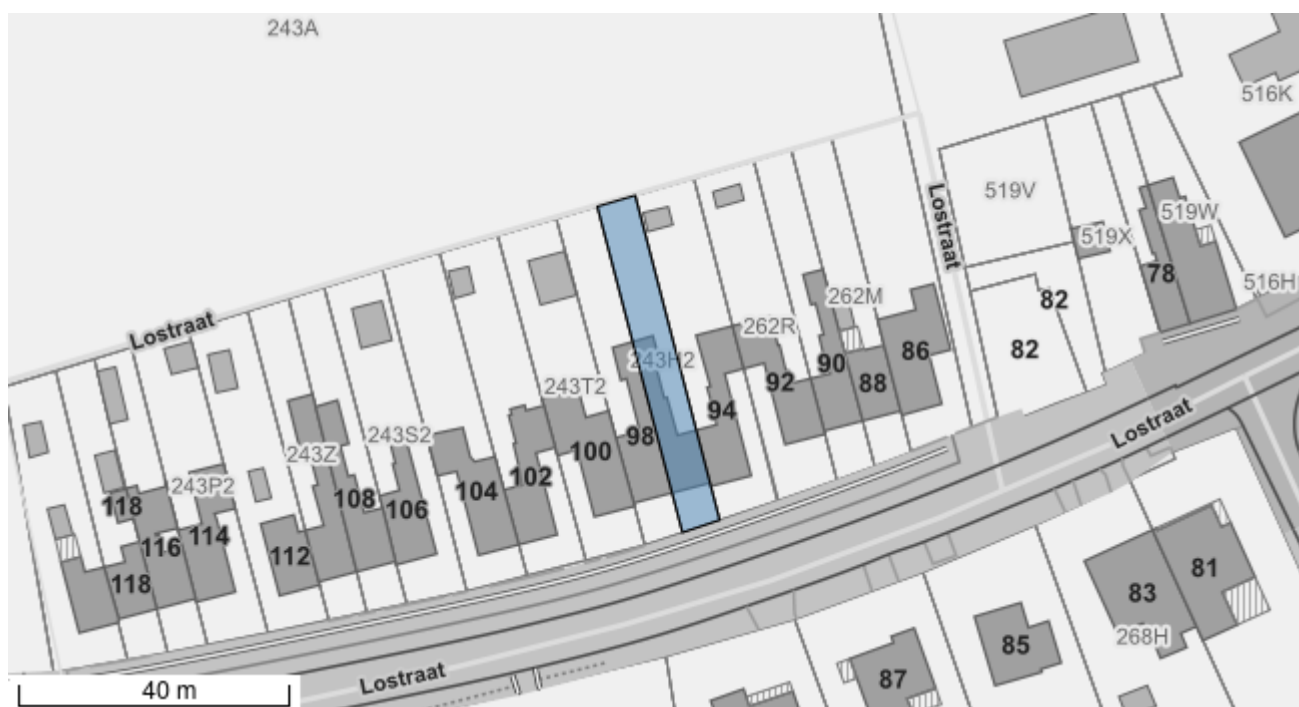 243A
516K
519V
Lostraat
519W
519X
78
516H
82
262M
82
Lostraat
262R
86
243H2
90
88
92
243T2
94
98
100
243S2
243Z
102
104
108
106
243P2
118
114
116
112
118
Lostraat
81
83
268H
85
87
Lostraat
40 m